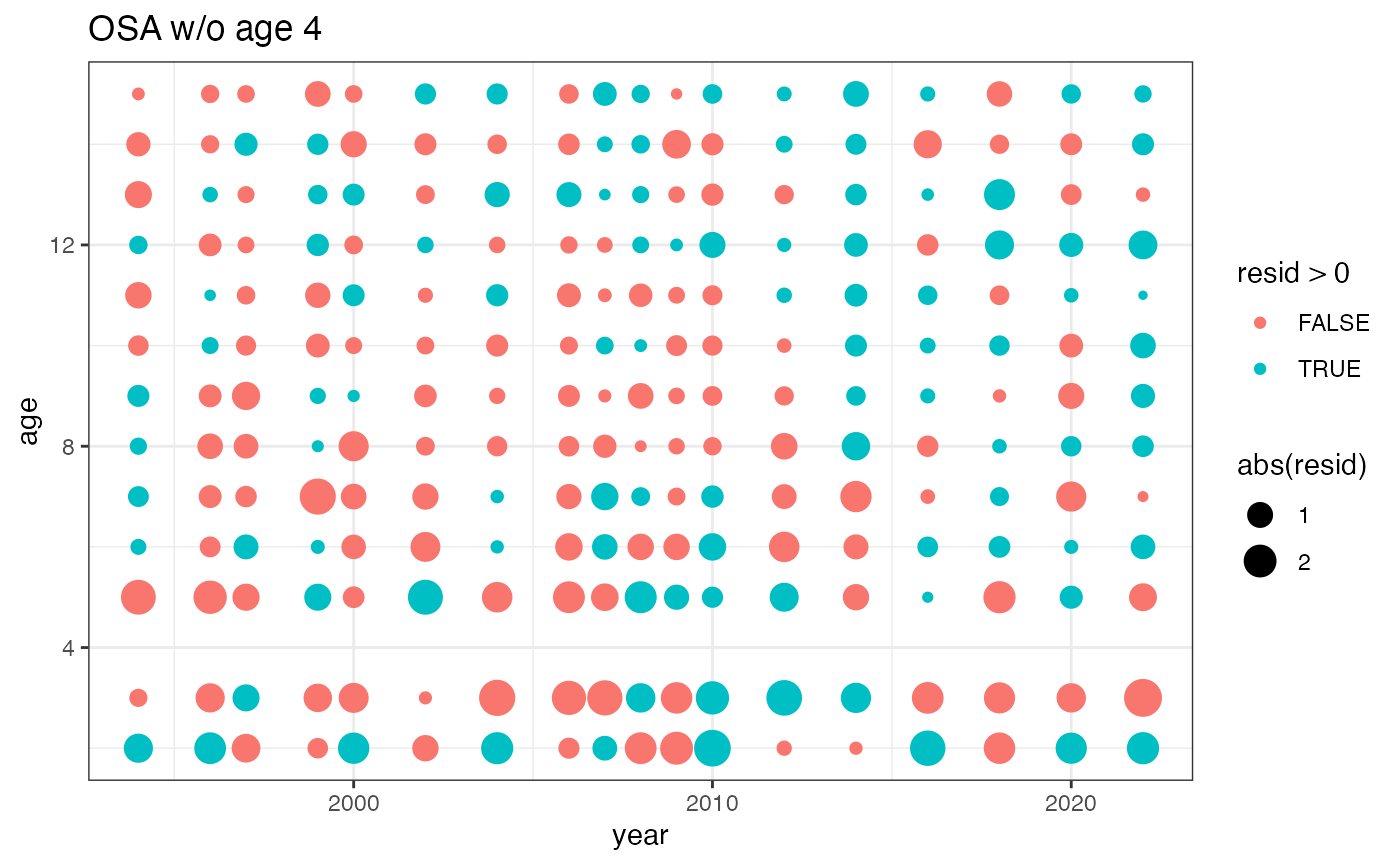 OSA w/o age 4
12
8
4
age
2000 2010 2020
year
resid > 0
FALSE
TRUE
abs(resid)
1
2